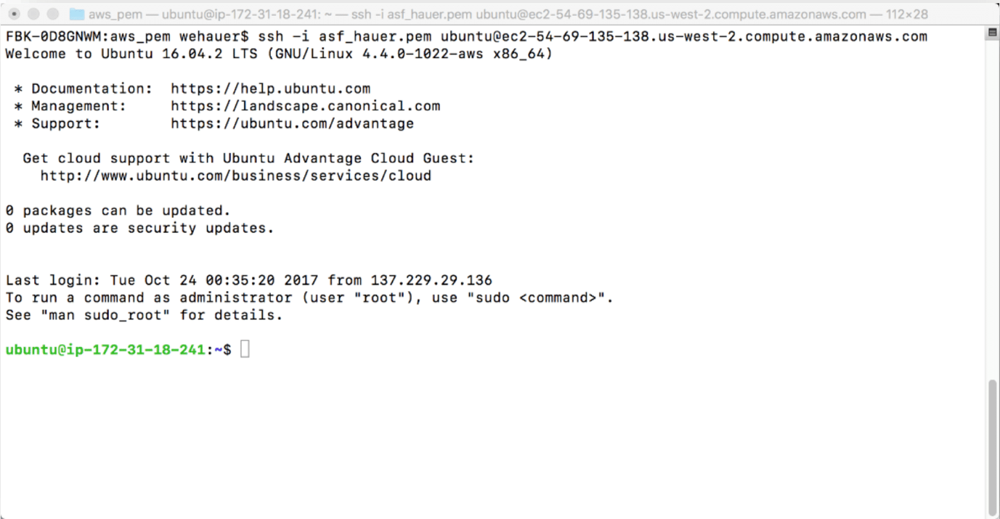 aws_pem — ubuntu@ip-172-31-18-241: ~ — ssh -i asf_hauer.pem ubuntu@ec2-54-69-135-138.us-west-2.compute.amazonaws.com — 112×28
FBK-0D8GNWM:aws_pem wehauer$ ssh -i asf_hauer.pem ubuntu@ec2-54-69-135-138.us-west-2.compute.amazonaws.com
Welcome to Ubuntu 16.04.2 LTS (GNU/Linux 4.4.0-1022-aws x86_64)
* Documentation:  https://help.ubuntu.com
* Management:     https://landscape.canonical.com
* Support:        https://ubuntu.com/advantage
Get cloud support with Ubuntu Advantage Cloud Guest:
http://www.ubuntu.com/business/services/cloud
0 packages can be updated.
0 updates are security updates.
Last login: Tue Oct 24 00:35:20 2017 from 137.229.29.136
To run a command as administrator (user "root"), use "sudo <command>".
See "man sudo_root" for details.
ubuntu@ip-172-31-18-241:~$